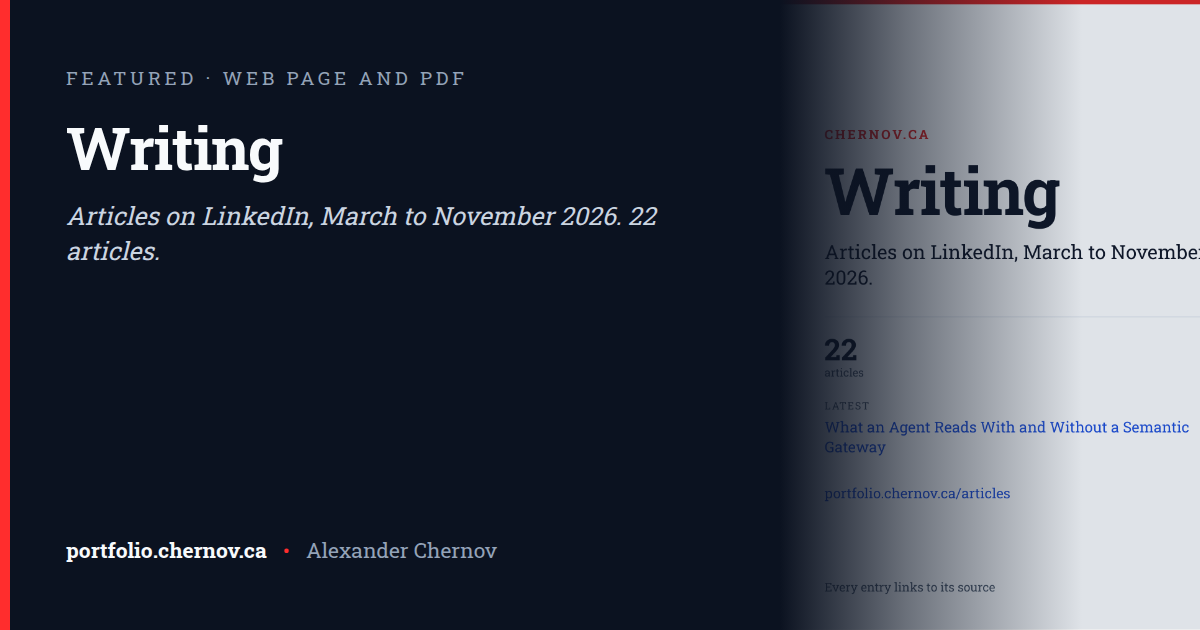 FEATURED · WEB PAGE AND PDF
Writing
Articles on LinkedIn, March to November 2026. 22
articles.
portfolio.chernov.ca • Alexander Chernov
CHERNOV.CA
Writing
Articles on LinkedIn, March to November
2026.
22
articles
LATEST
What an Agent Reads With and Without a Semantic
Gateway
portfolio.chernov.ca/articles
Every entry links to its source